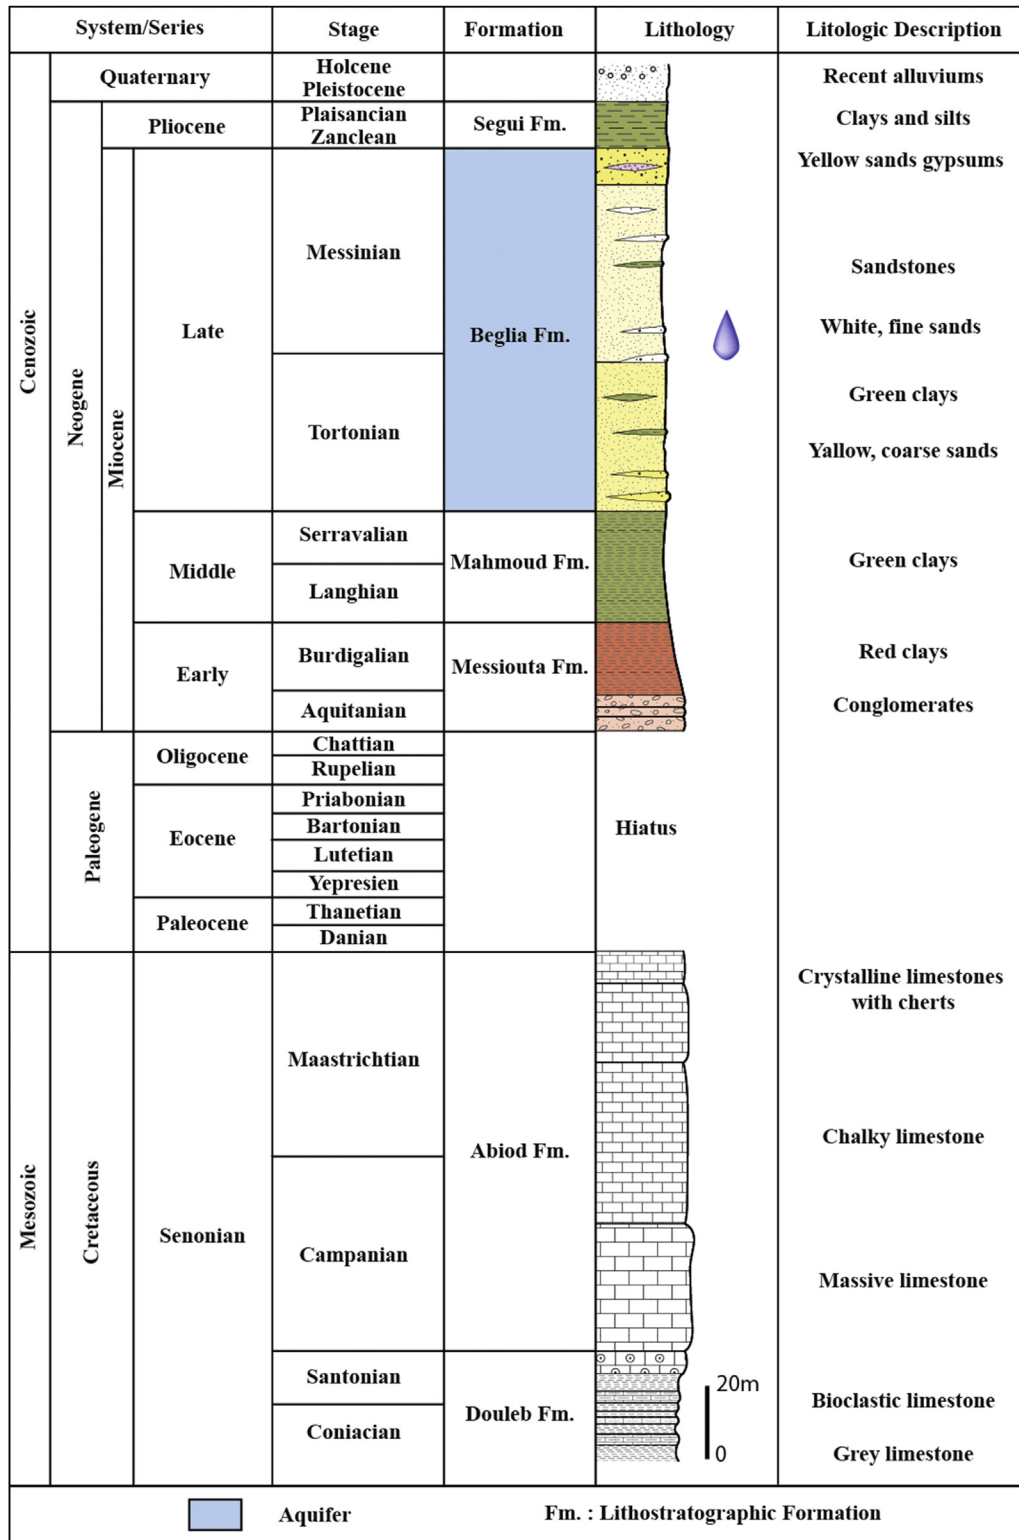 System/Series
Stage
Formation
Lithology
Litologic Description
Cenozoic
Quaternary
Holcene
Pleistocene
Recent alluviums
Neogene
Pliocene
Plaisancian
Zanclean
Segui Fm.
Clays and silts
Miocene
Late
Messinian
Tortonian
Beglia Fm.
Yellow sands gypsums
Sandstones
White, fine sands
Green clays
Yallow, coarse sands
Middle
Serravalian
Langhian
Mahmoud Fm.
Green clays
Early
Burdigalian
Aquitanian
Messiouta Fm.
Red clays
Conglomerates
Paleogene
Oligocene
Chattian
Rupelian
Eocene
Priabonian
Bartonian
Lutetian
Yepresien
Paleocene
Thanetian
Danian
Hiatus
Mesozoic
Cretaceous
Senonian
Maastrichtian
Campanian
Abiod Fm.
Crystalline limestones
with cherts
Chalky limestone
Massive limestone
Santonian
Coniacian
Douleb Fm.
20m
0
Bioclastic limestone
Grey limestone
Aquifer
Fm. : Lithostratographic Formation